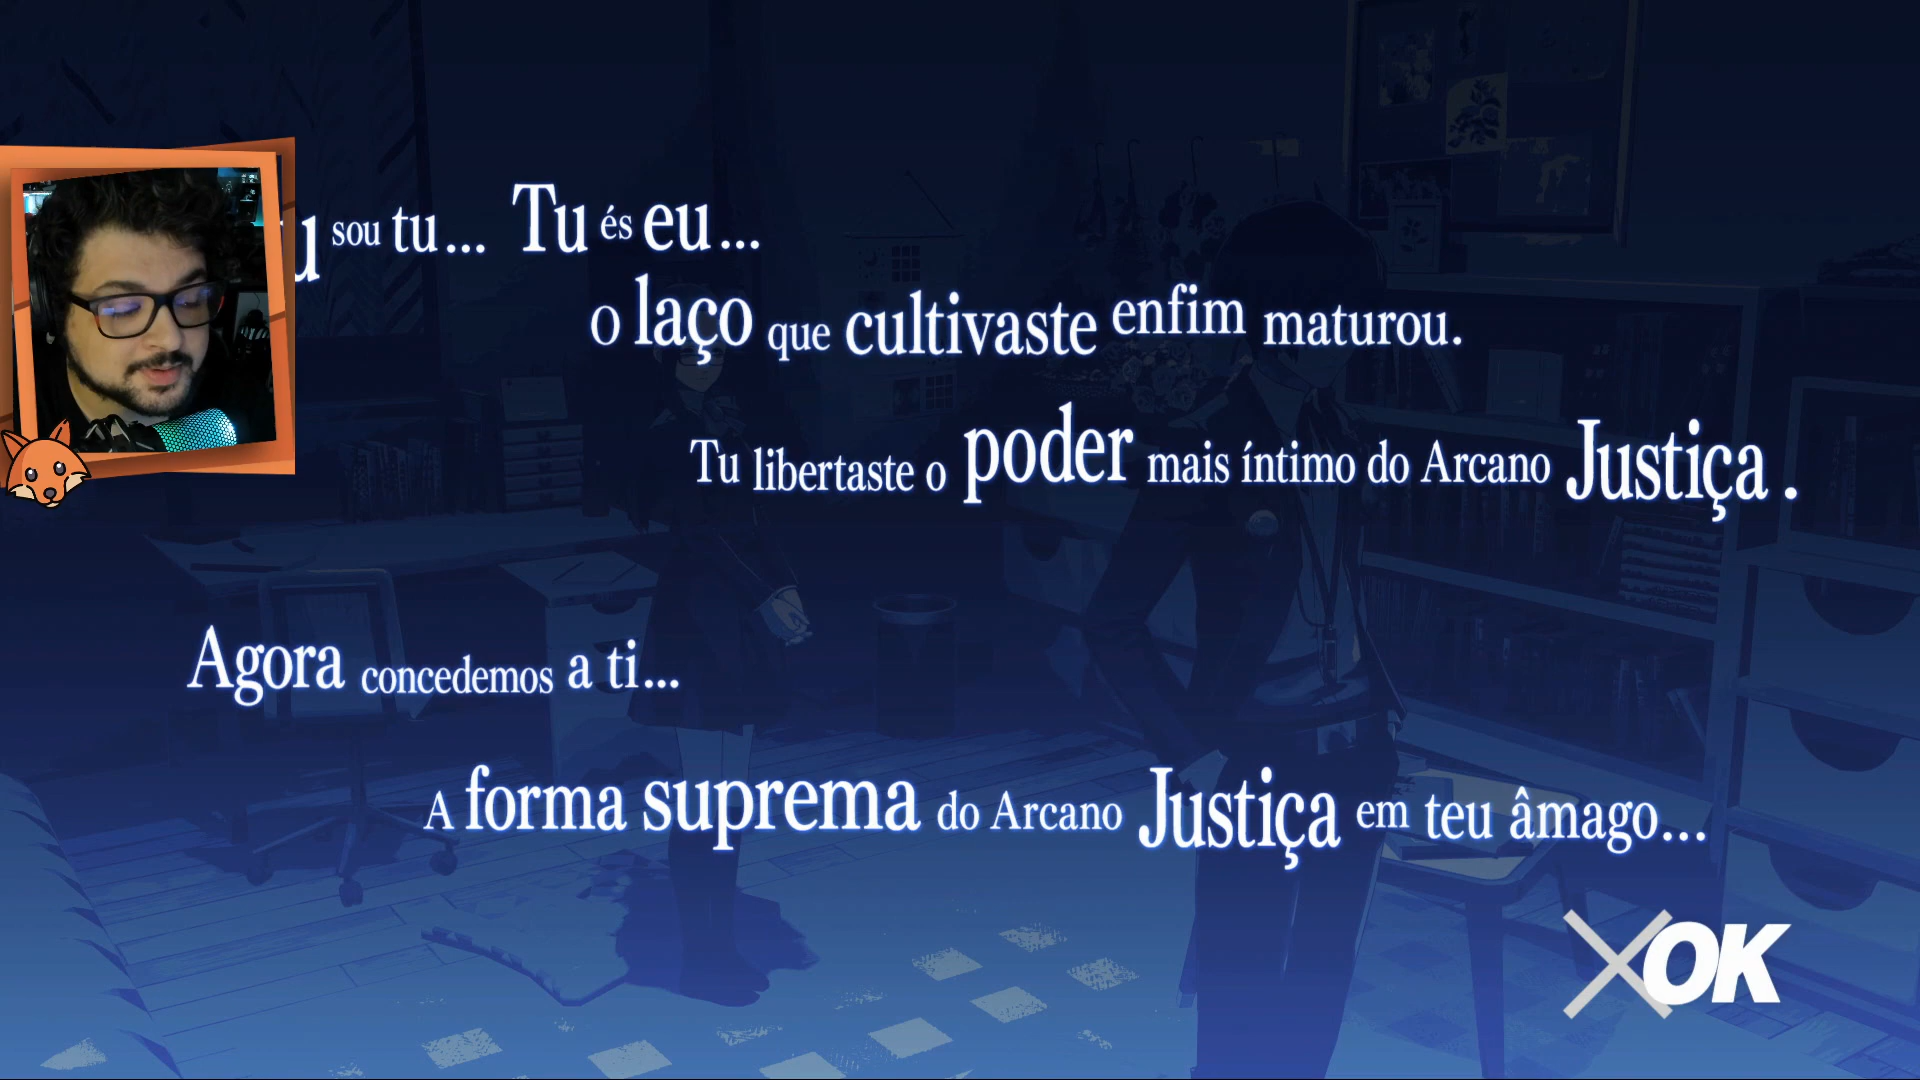 sou tu... Tu és eu...
O laço que cultivaste enfim maturou.
Tu libertaste o poder mais íntimo do Arcano Justiça .
Agora concedemos a ti...
A forma suprema do Arcano Justiça em teu âmago...
OK